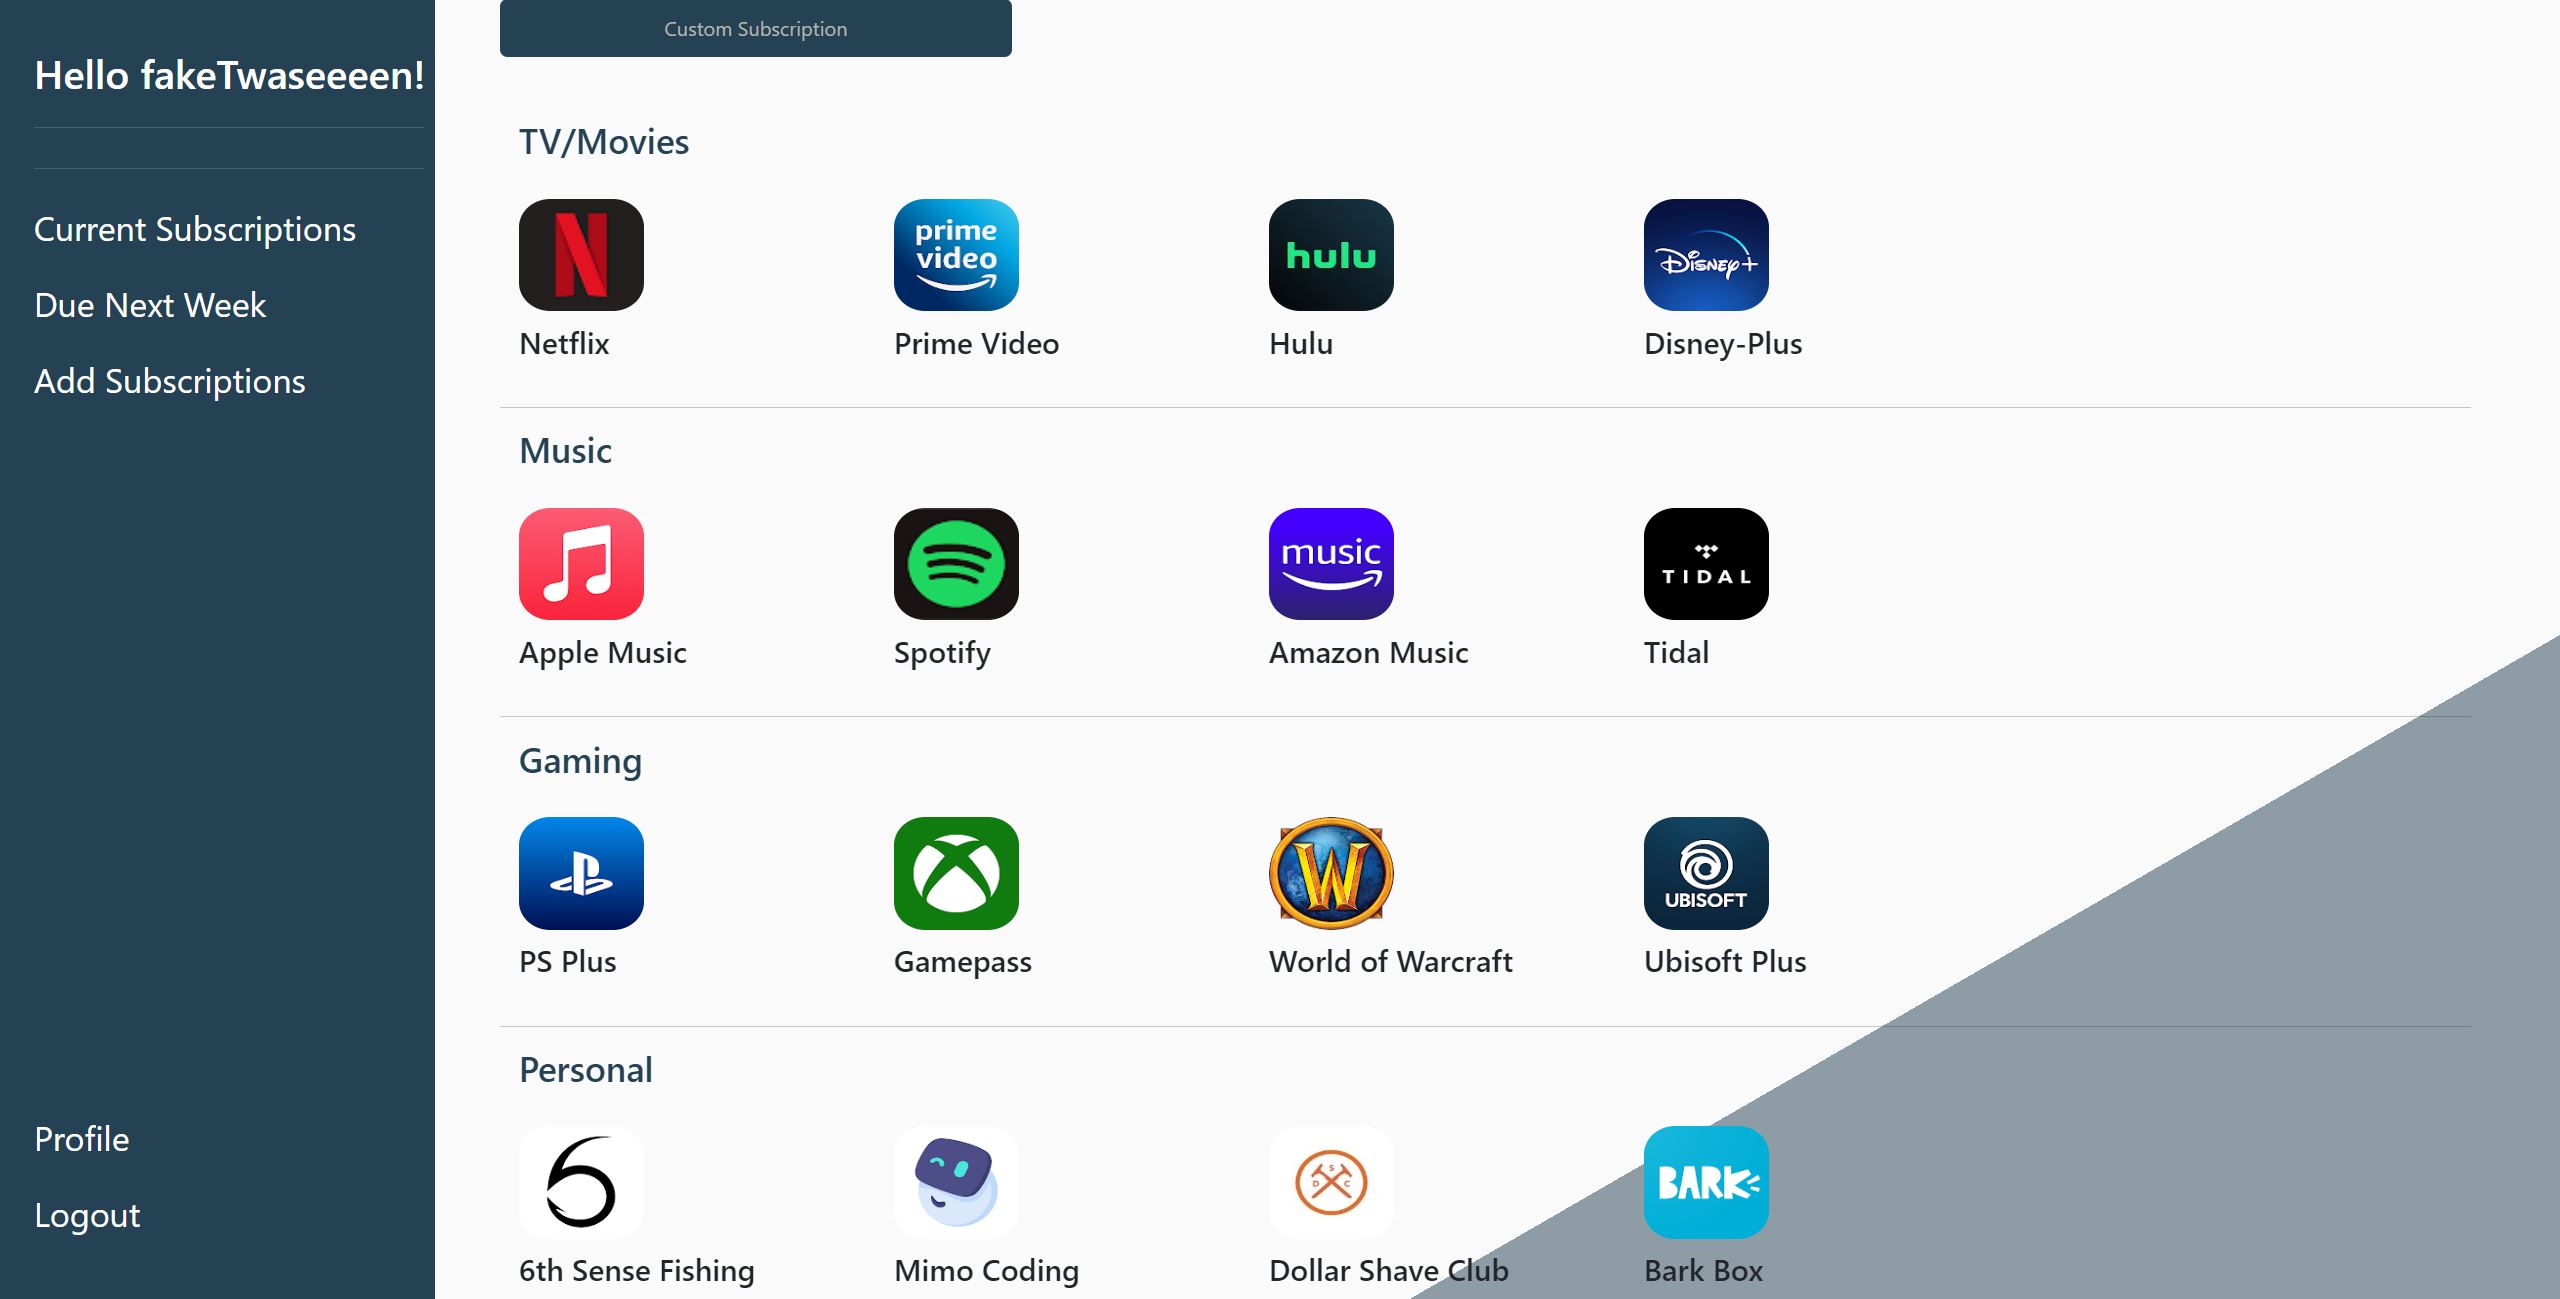 Hello fakeTwaseeeen!
Current Subscriptions
Due Next Week
Add Subscriptions
Profile
Logout
Custom Subscription
TV/Movies
prime
video
hulu
Disney+
Netflix
Prime Video
Hulu
Disney-Plus
Music
music
TIDAL
Apple Music
Spotify
Amazon Music
Tidal
Gaming
W
UBISOFT
PS Plus
Gamepass
World of Warcraft
Ubisoft Plus
Personal
6
D S C
BARK
6th Sense Fishing
Mimo Coding
Dollar Shave Club
Bark Box